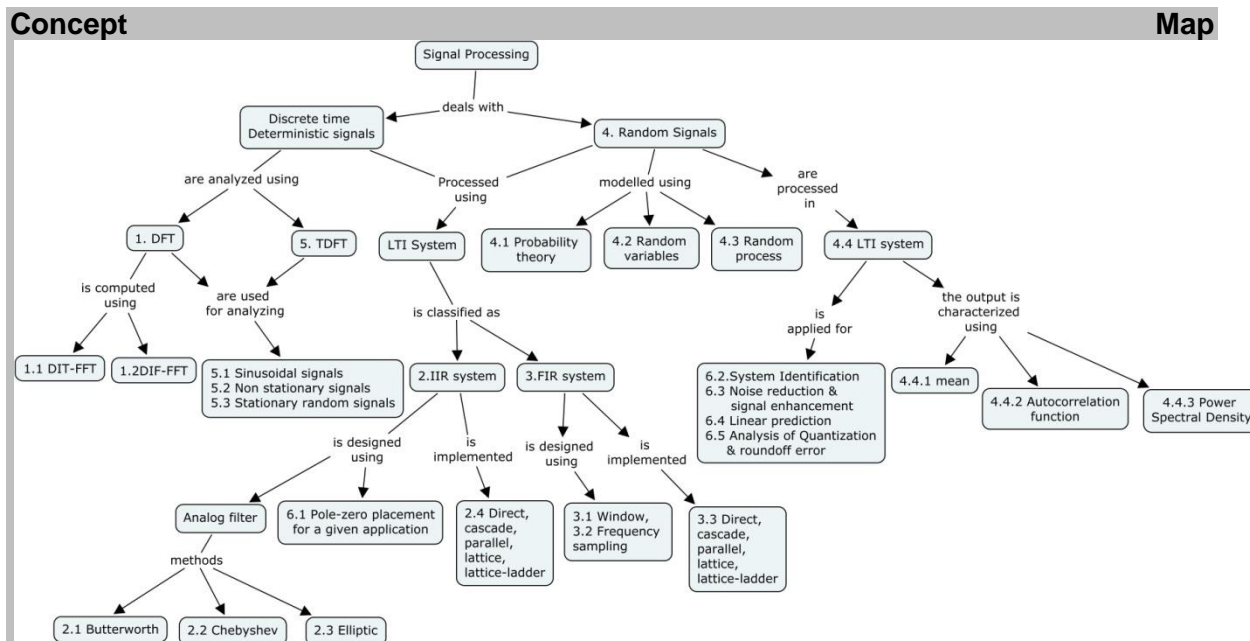 Concept Map
Signal Processing
deals with
Discrete time
Deterministic signals
4. Random Signals
are analyzed using
Processed
using
modelled using
are
processed
in
1. DFT
5. TDFT
LTI System
4.1 Probability
theory
4.2 Random
variables
4.3 Random
process
4.4 LTI system
is computed
using
are used
for analyzing
is classified as
is
applied for
the output is
characterized
using
1.1 DIT-FFT
1.2DIF-FFT
5.1 Sinusoidal signals
5.2 Non stationary signals
5.3 Stationary random signals
2.IIR system
3.FIR system
6.2.System Identification
6.3 Noise reduction &
signal enhancement
6.4 Linear prediction
6.5 Analysis of Quantization
& roundoff error
4.4.1 mean
4.4.2 Autocorrelation
function
4.4.3 Power
Spectral Density
is designed
using
is
implemented
is designed
using
is
implemented
Analog filter
6.1 Pole-zero placement
for a given application
2.4 Direct,
cascade,
parallel,
lattice,
lattice-ladder
3.1 Window,
3.2 Frequency
sampling
3.3 Direct,
cascade,
parallel,
lattice,
lattice-ladder
methods
2.1 Butterworth
2.2 Chebyshev
2.3 Elliptic